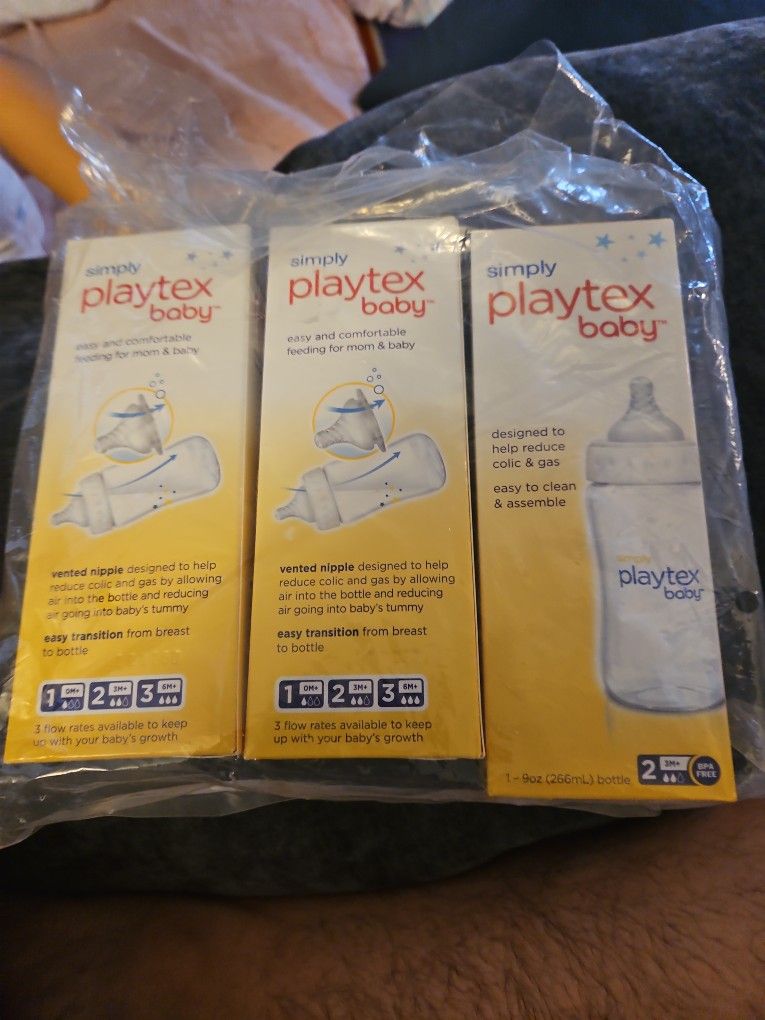 simply
playtex
baby™
easy and comfortable
feeding for mom & baby
vented nipple designed to help
reduce colic and gas by allowing
air into the bottle and reducing
air going into baby's tummy
easy transition from breast
to bottle
1 0M+ 2 3M+ 3 6M+
3 flow rates available to keep
up with your baby's growth
simply
playtex
baby™
easy and comfortable
feeding for mom & baby
vented nipple designed to help
reduce colic and gas by allowing
air into the bottle and reducing
air going into baby's tummy
easy transition from breast
to bottle
1 0M+ 2 3M+ 3 6M+
3 flow rates available to keep
up with your baby's growth
simply
playtex
baby™
designed to
help reduce
colic & gas
easy to clean
& assemble
simply
playtex
baby
1 - 9oz (266mL) bottle 2 3M+ BPA
FREE